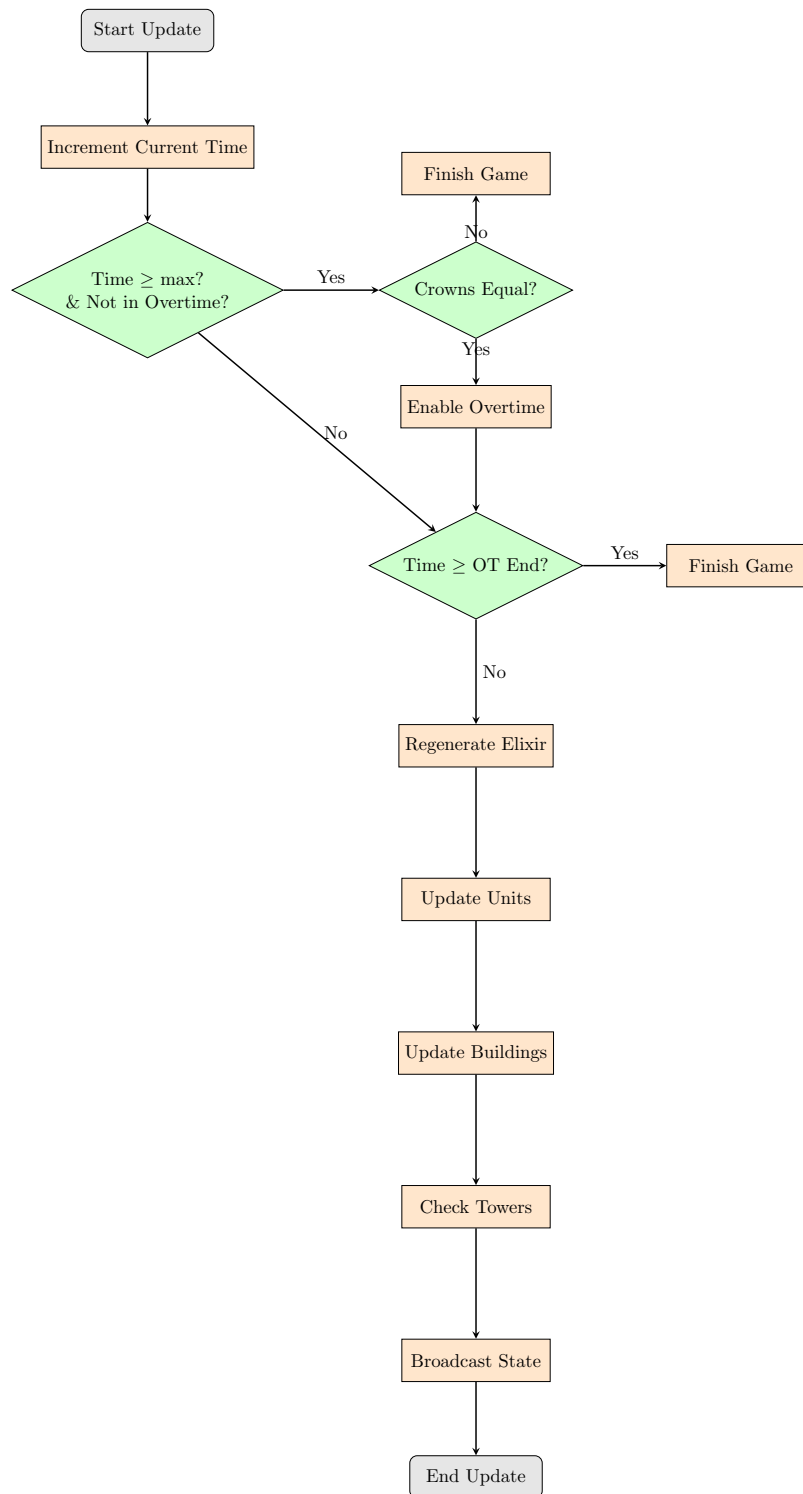 Start Update
Increment Current Time
Finish Game
No
Time ≥ max?
& Not in Overtime?
Yes
Crowns Equal?
Yes
Enable Overtime
No
Time ≥ OT End?
Yes
Finish Game
No
Regenerate Elixir
Update Units
Update Buildings
Check Towers
Broadcast State
End Update